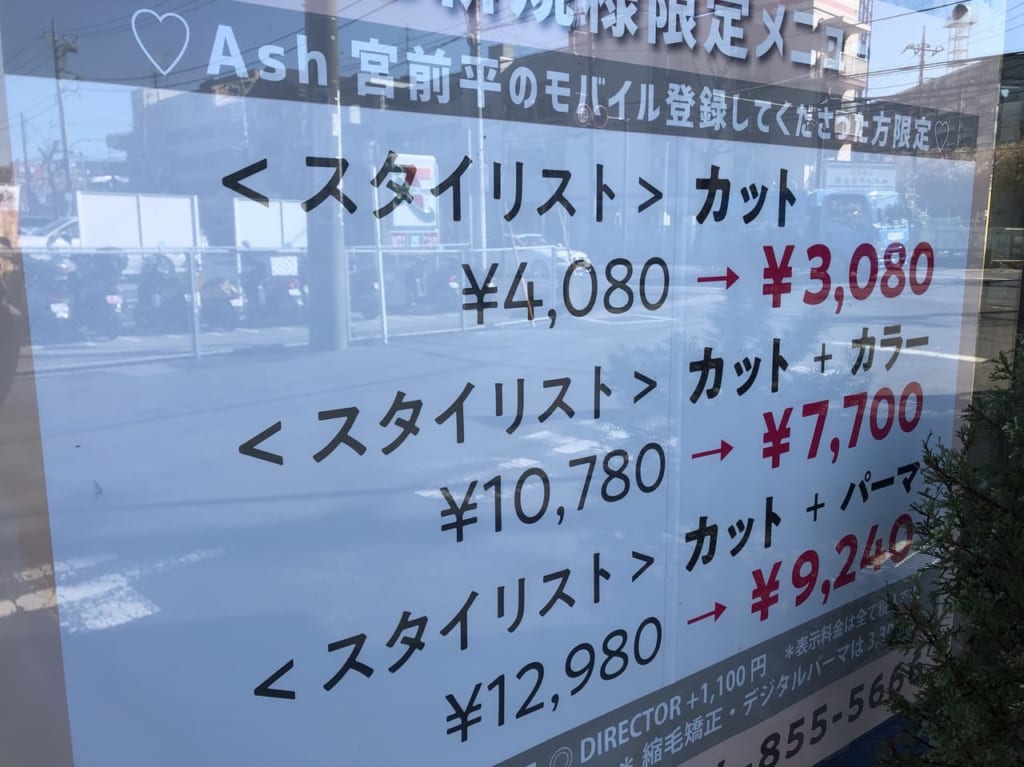 様限定メニュ
♡Ash 宮前平のモバイル登録してくださった方限定♡
＜スタイリスト＞ カット
¥4,080 → ¥3,080
＜スタイリスト＞ カット + カラー
¥10,780 → ¥7,700
＜スタイリスト＞ カット + パーマ
¥12,980 → ¥9,240
◎ DIRECTOR +1,100円 ＊表示料金は全て税
＊ 縮毛矯正・デジタルパーマは 3,30
-855-566